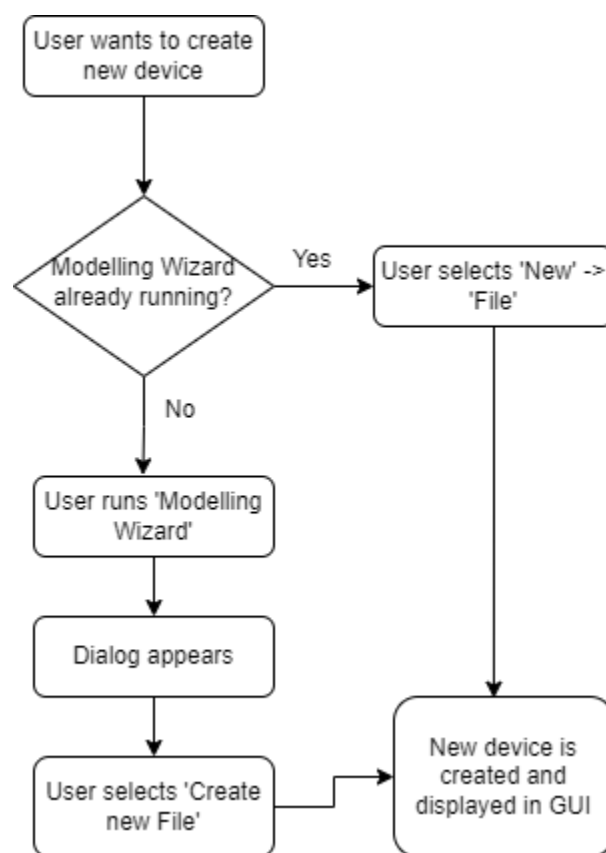 User wants to create
new device
Modelling Wizard
already running?
Yes
User selects 'New' ->
'File'
No
User runs 'Modelling
Wizard'
Dialog appears
User selects 'Create
new File'
New device is
created and
displayed in GUI